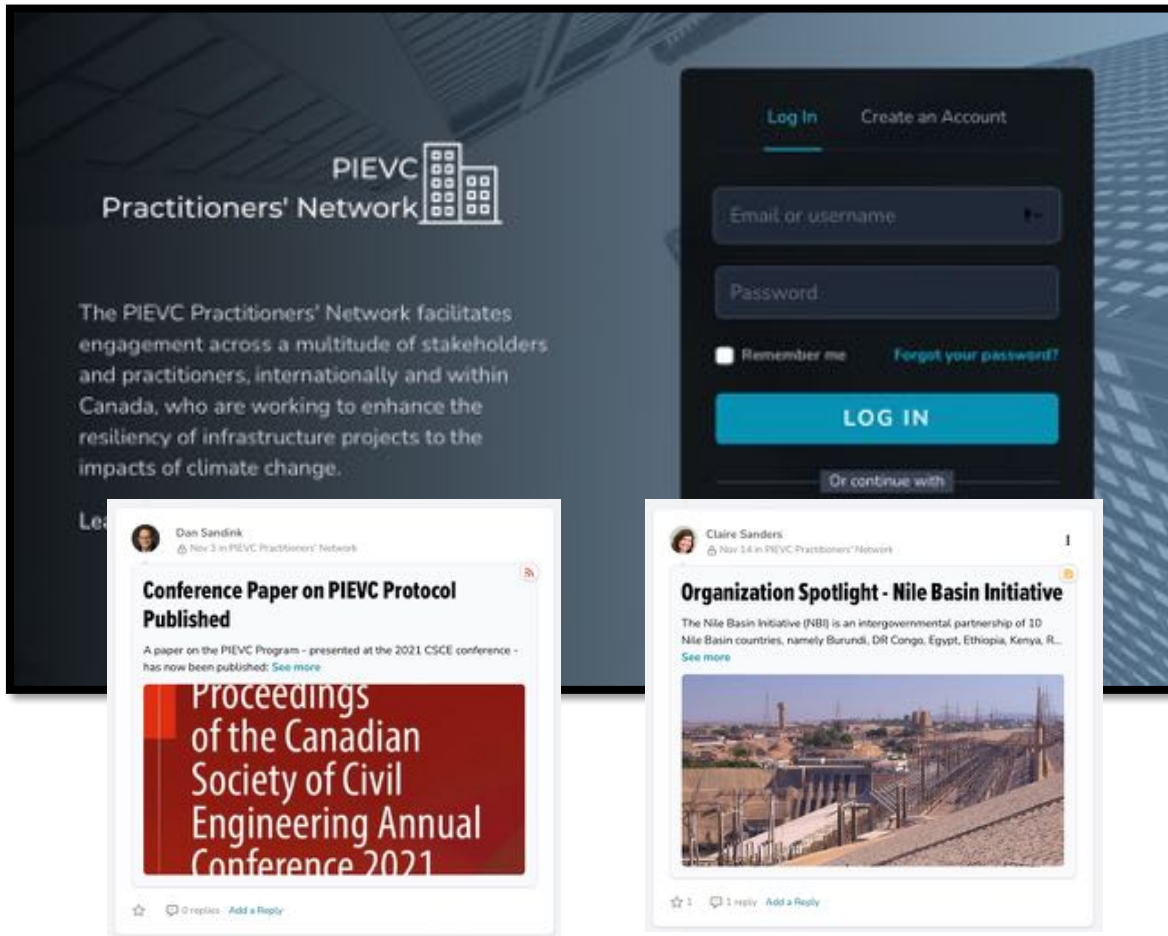 PIEVC
Practitioners' Network
The PIEVC Practitioners' Network facilitates
engagement across a multitude of stakeholders
and practitioners, internationally and within
Canada, who are working to enhance the
resiliency of infrastructure projects to the
impacts of climate change.
Log In
Create an Account
Email or username
Password
Remember me
Forgot your password?
LOG IN
Or continue with
Dan Sandink
Nov 3 in PIEVC Practitioners' Network
Conference Paper on PIEVC Protocol
Published
A paper on the PIEVC Program - presented at the 2021 CSCE conference -
has now been published: See more
Proceedings
of the Canadian
Society of Civil
Engineering Annual
Conference 2021
0 replies Add a Reply
Claire Sanders
Nov 14 in PIEVC Practitioners' Network
Organization Spotlight - Nile Basin Initiative
The Nile Basin Initiative (NBI) is an intergovernmental partnership of 10
Nile Basin countries, namely Burundi, DR Congo, Egypt, Ethiopia, Kenya, R...
See more
1 1 reply Add a Reply